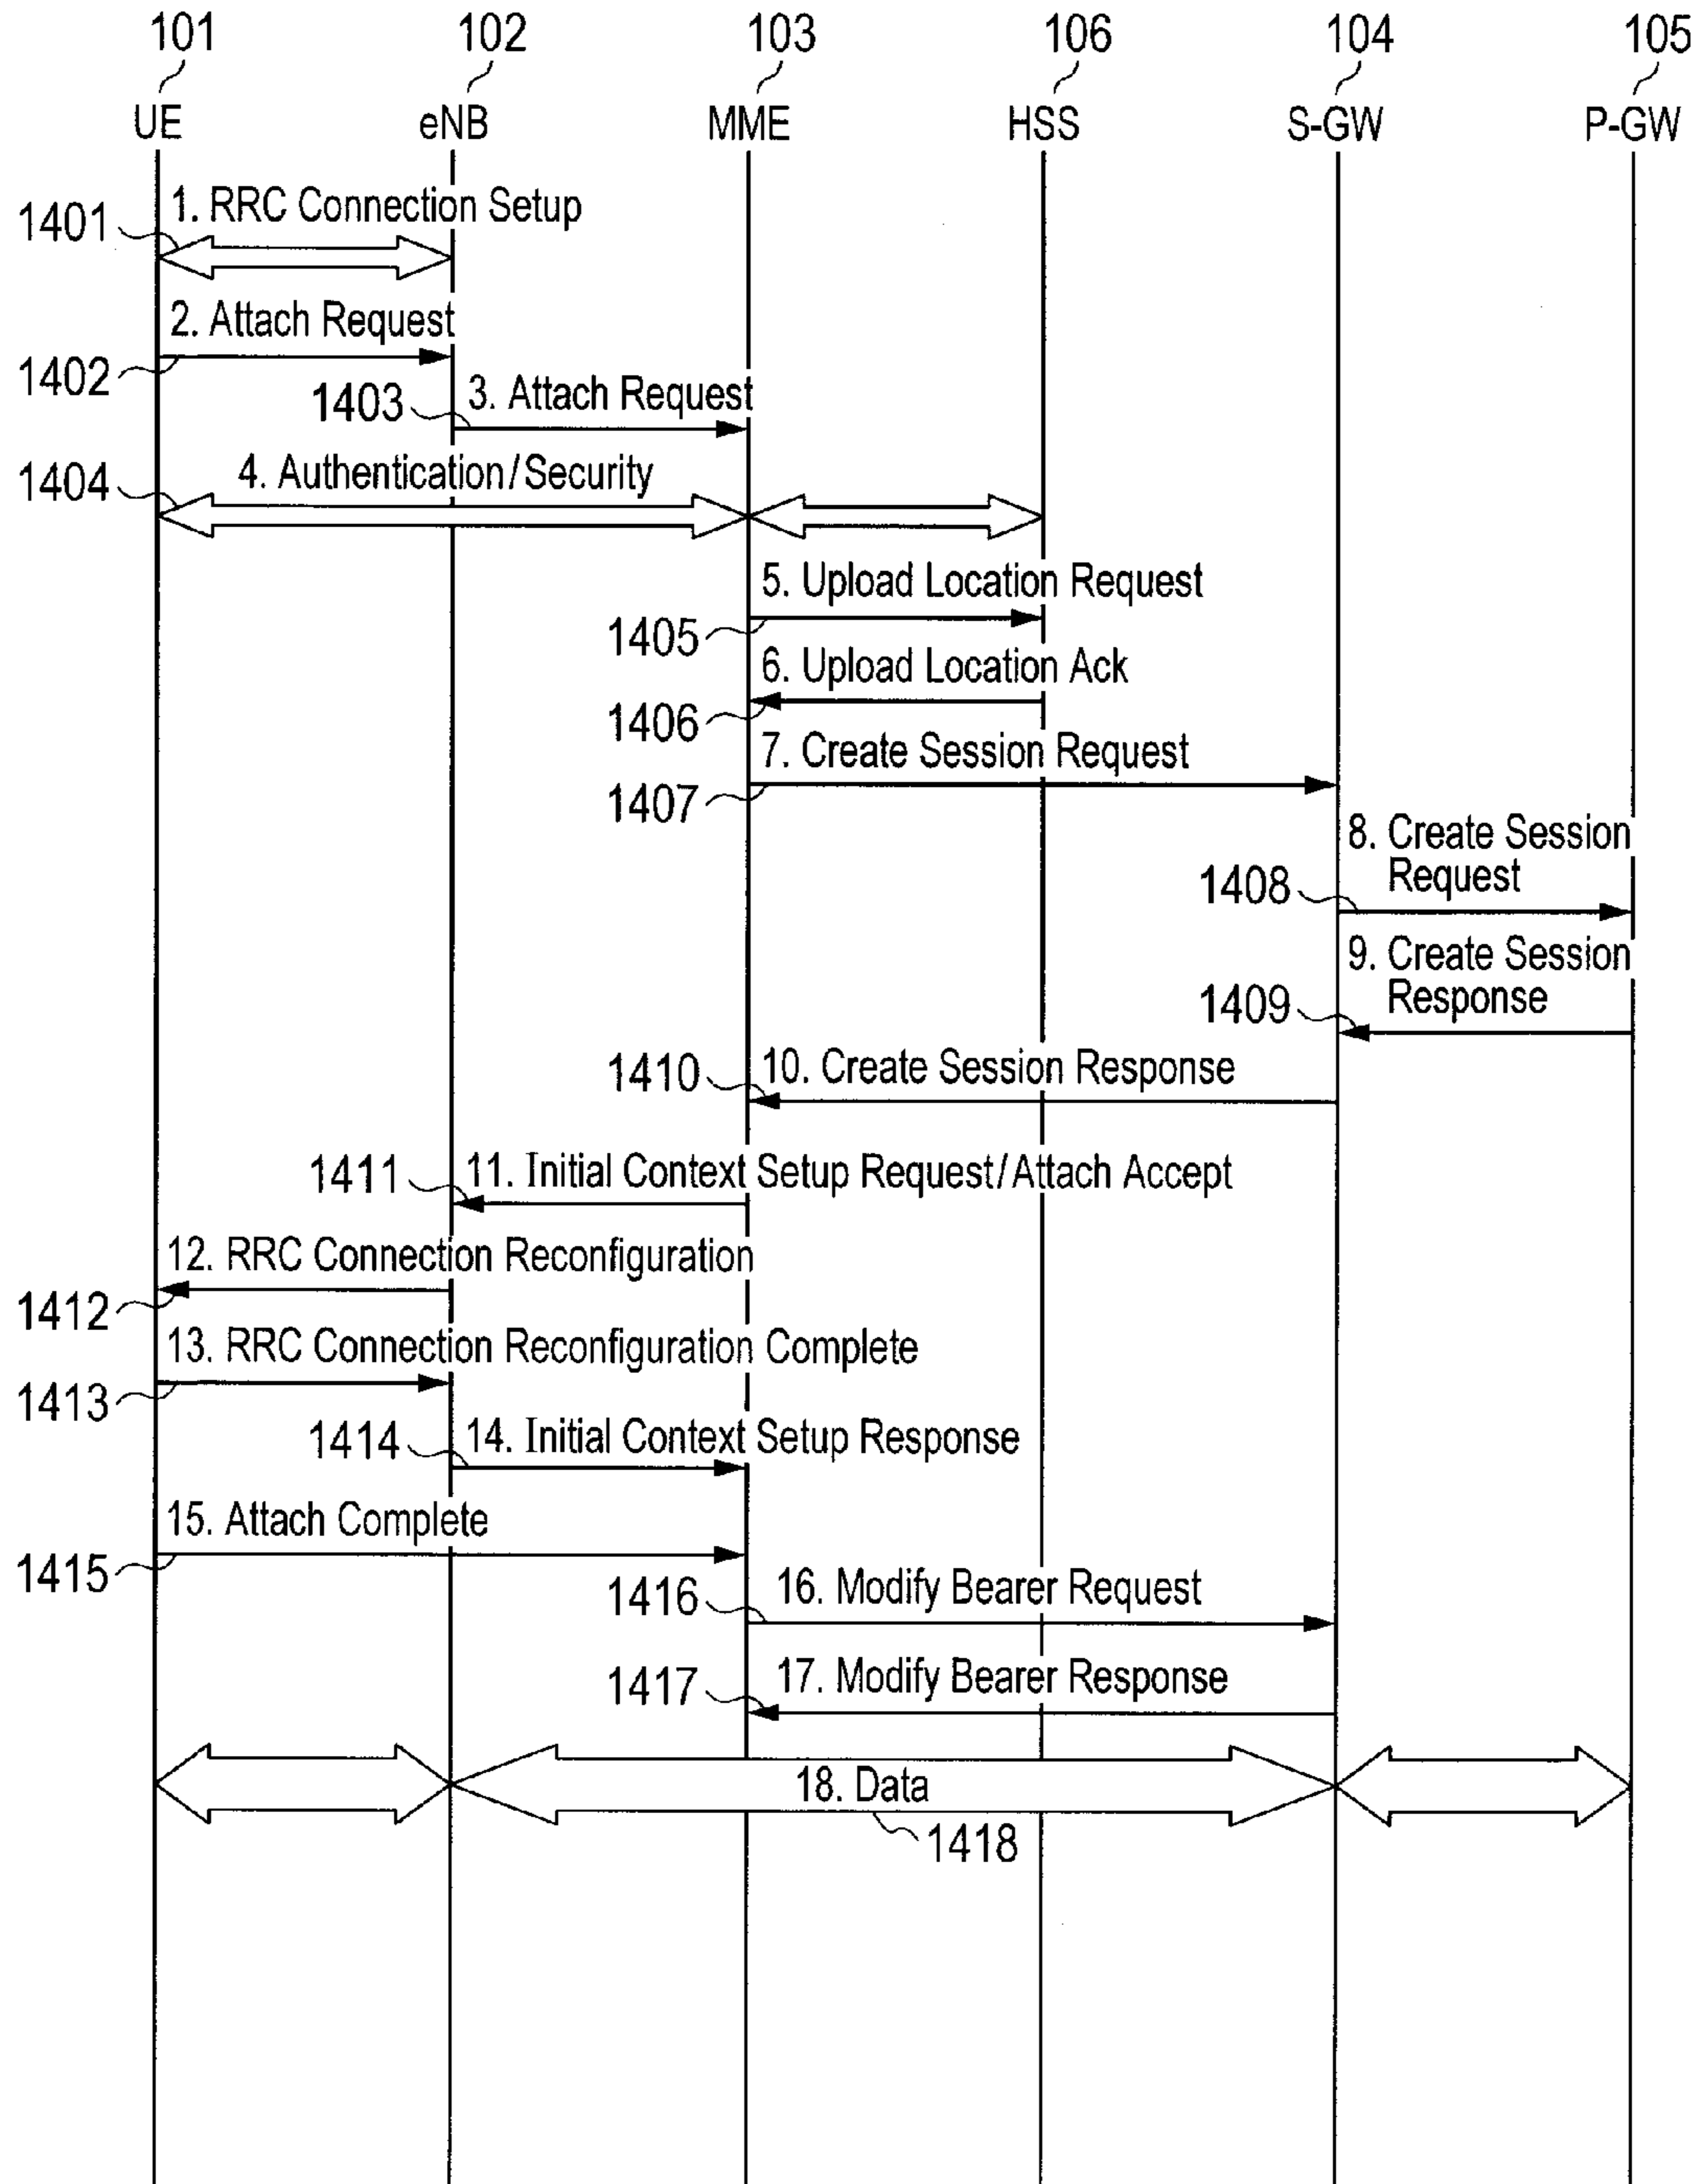 101 102 103 106 104 105
UE eNB MME HSS S-GW P-GW
1. RRC Connection Setup
1401
2. Attach Request
1402
3. Attach Request
1403
4. Authentication/Security
1404
5. Upload Location Request
1405
6. Upload Location Ack
1406
7. Create Session Request
1407
8. Create Session
Request
1408
9. Create Session
Response
1409
10. Create Session Response
1410
11. Initial Context Setup Request/Attach Accept
1411
12. RRC Connection Reconfiguration
1412
13. RRC Connection Reconfiguration Complete
1413
14. Initial Context Setup Response
1414
15. Attach Complete
1415
16. Modify Bearer Request
1416
17. Modify Bearer Response
1417
18. Data
1418